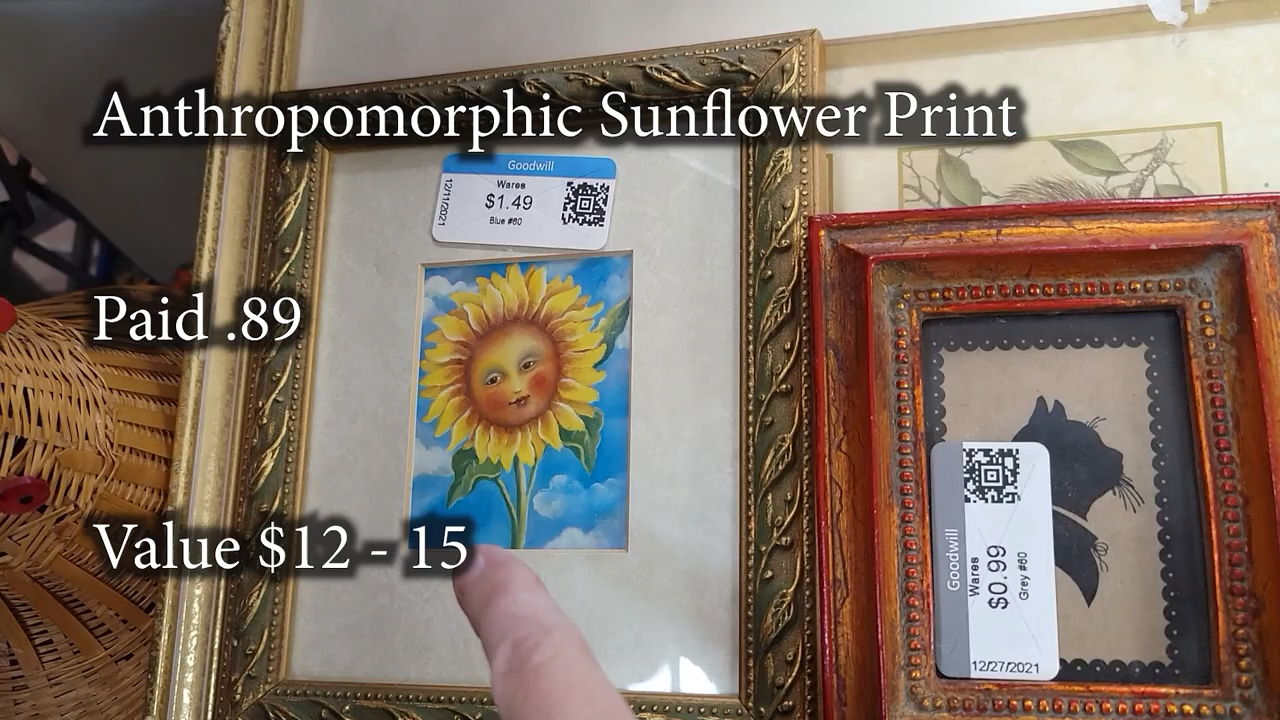 Anthropomorphic Sunflower Print
Goodwill
Wares
$1.49
Blue #60
12/11/2021
Paid .89
Value $12 - 15
Goodwill
Wares
$0.99
Grey #60
12/27/2021